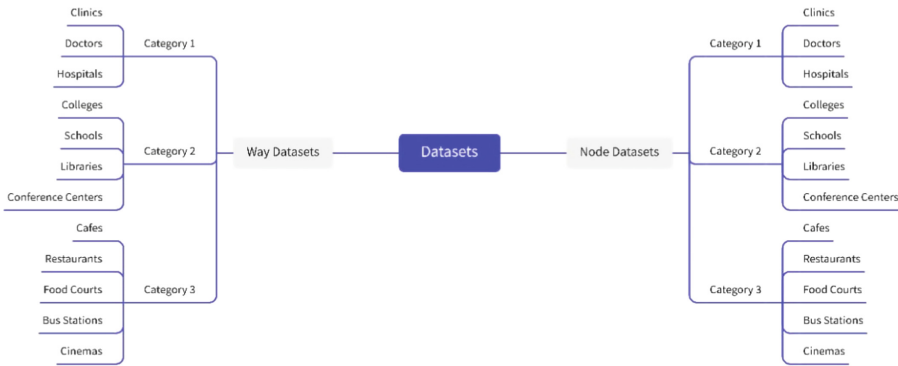 Datasets
Way Datasets
Category 1
Clinics
Doctors
Hospitals
Category 2
Colleges
Schools
Libraries
Conference Centers
Category 3
Cafes
Restaurants
Food Courts
Bus Stations
Cinemas
Node Datasets
Category 1
Clinics
Doctors
Hospitals
Category 2
Colleges
Schools
Libraries
Conference Centers
Category 3
Cafes
Restaurants
Food Courts
Bus Stations
Cinemas